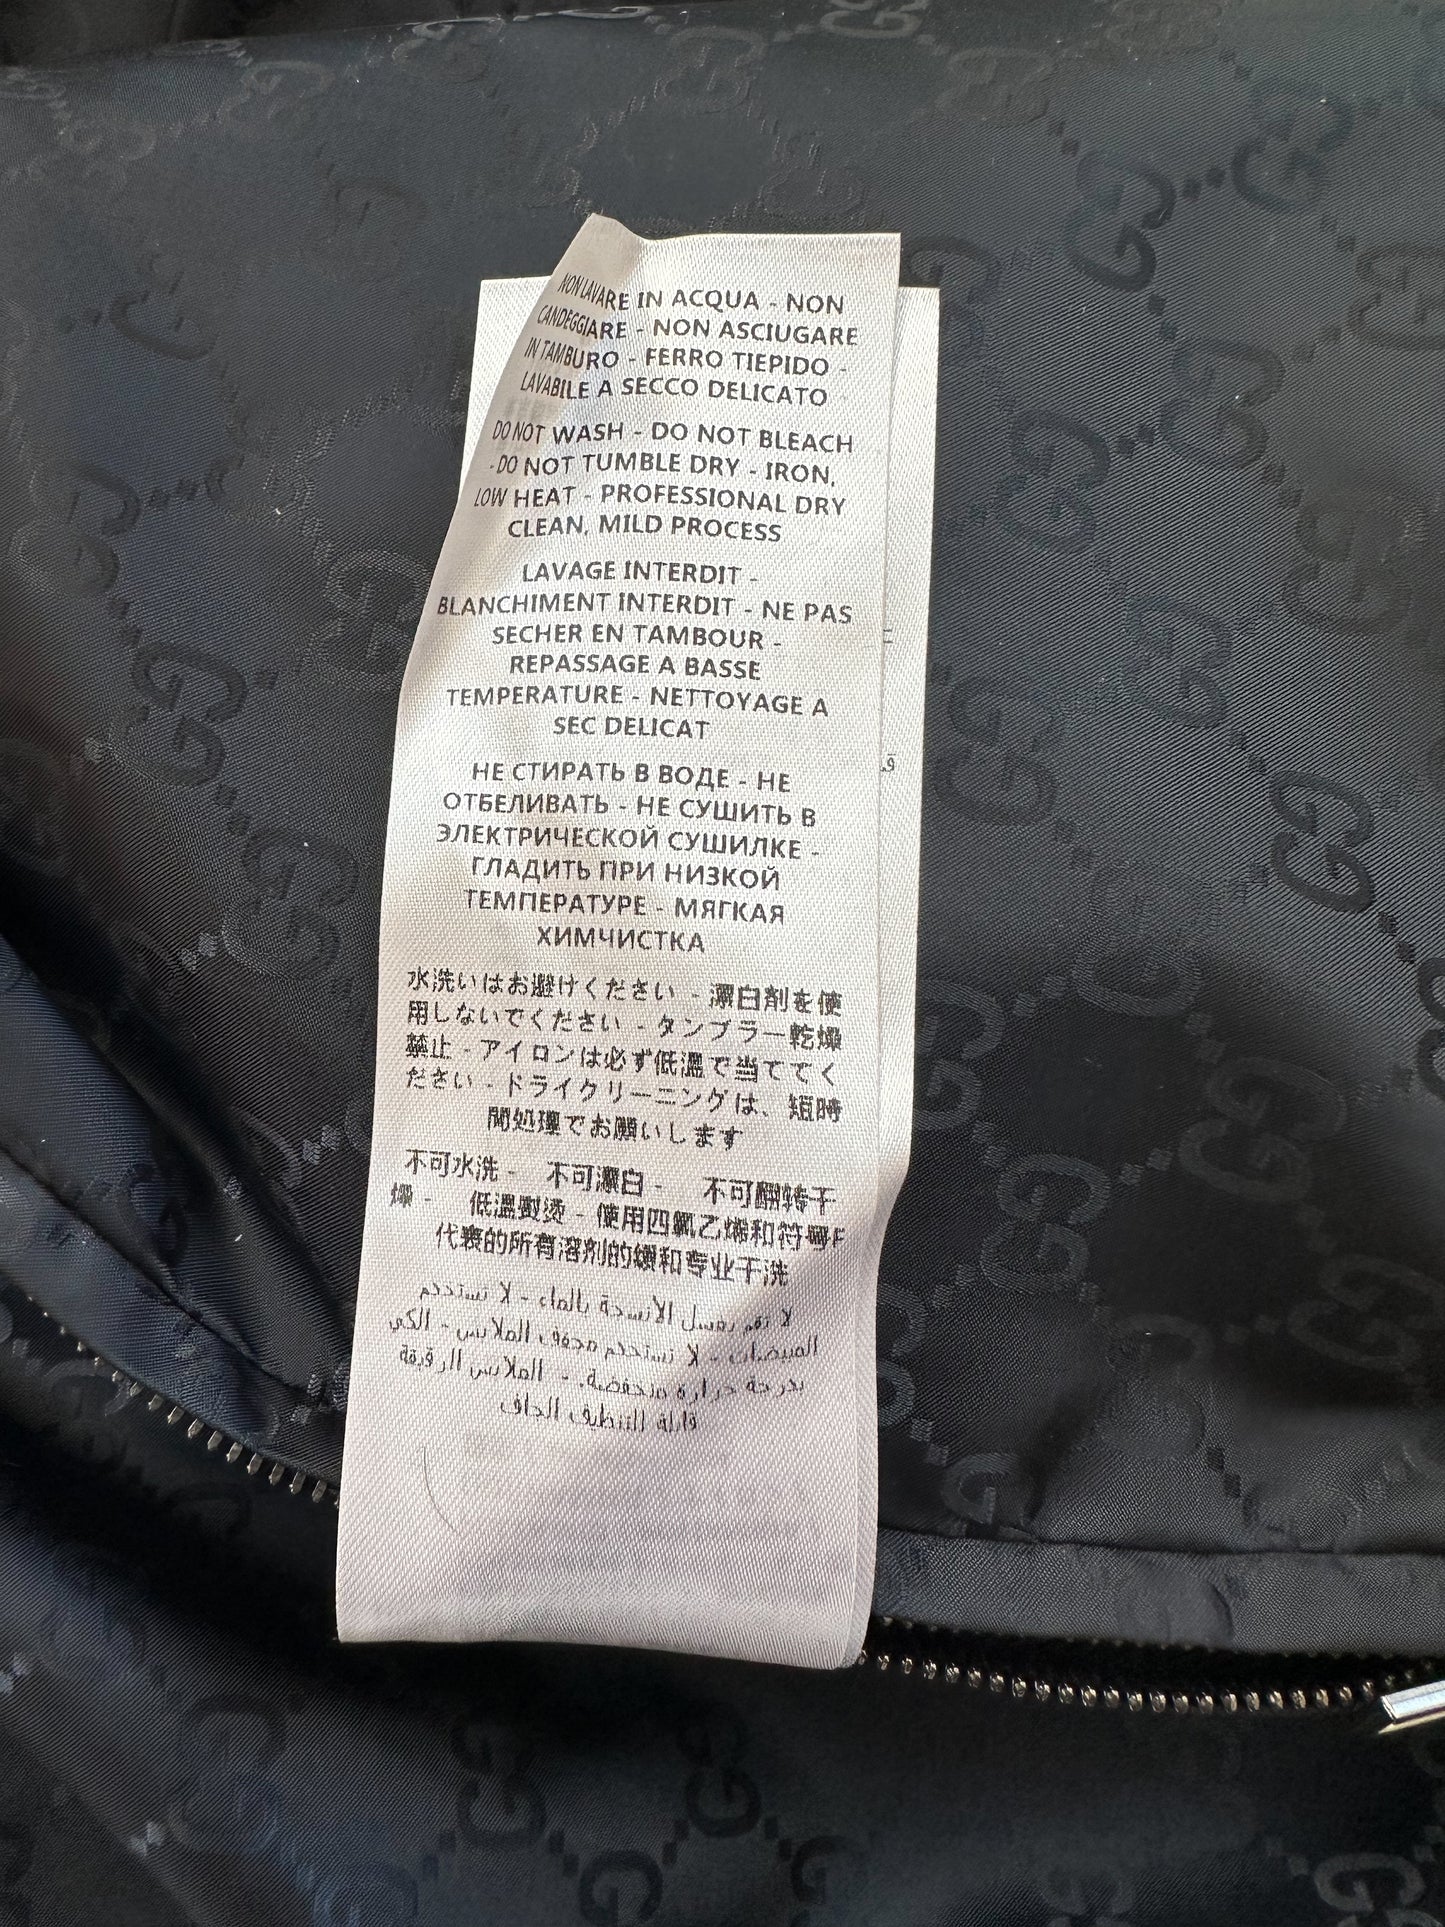 NON LAVARE IN ACQUA - NON
CANDEGGIARE - NON ASCIUGARE
IN TAMBURO - FERRO TIEPIDO -
LAVABILE A SECCO DELICATO
DO NOT WASH - DO NOT BLEACH
- DO NOT TUMBLE DRY - IRON,
LOW HEAT - PROFESSIONAL DRY
CLEAN, MILD PROCESS
LAVAGE INTERDIT -
BLANCHIMENT INTERDIT - NE PAS
SECHER EN TAMBOUR -
REPASSAGE A BASSE
TEMPERATURE - NETTOYAGE A
SEC DELICAT
НЕ СТИРАТЬ В ВОДЕ - НЕ
ОТБЕЛИВАТЬ - НЕ СУШИТЬ В
ЭЛЕКТРИЧЕСКОЙ СУШИЛКЕ -
ГЛАДИТЬ ПРИ НИЗКОЙ
ТЕМПЕРАТУРЕ - МЯГКАЯ
ХИМЧИСТКА
水洗いはお避けください - 漂白剤を使
用しないでください - タンブラー乾燥
禁止 - アイロンは必ず低温で当ててく
ださい - ドライクリーニングは、短時
間処理でお願いします
不可水洗 - 不可漂白 - 不可翻转干
燥 - 低温熨烫 - 使用四氯乙烯和符号F
代表的所有溶剂的缓和专业干洗